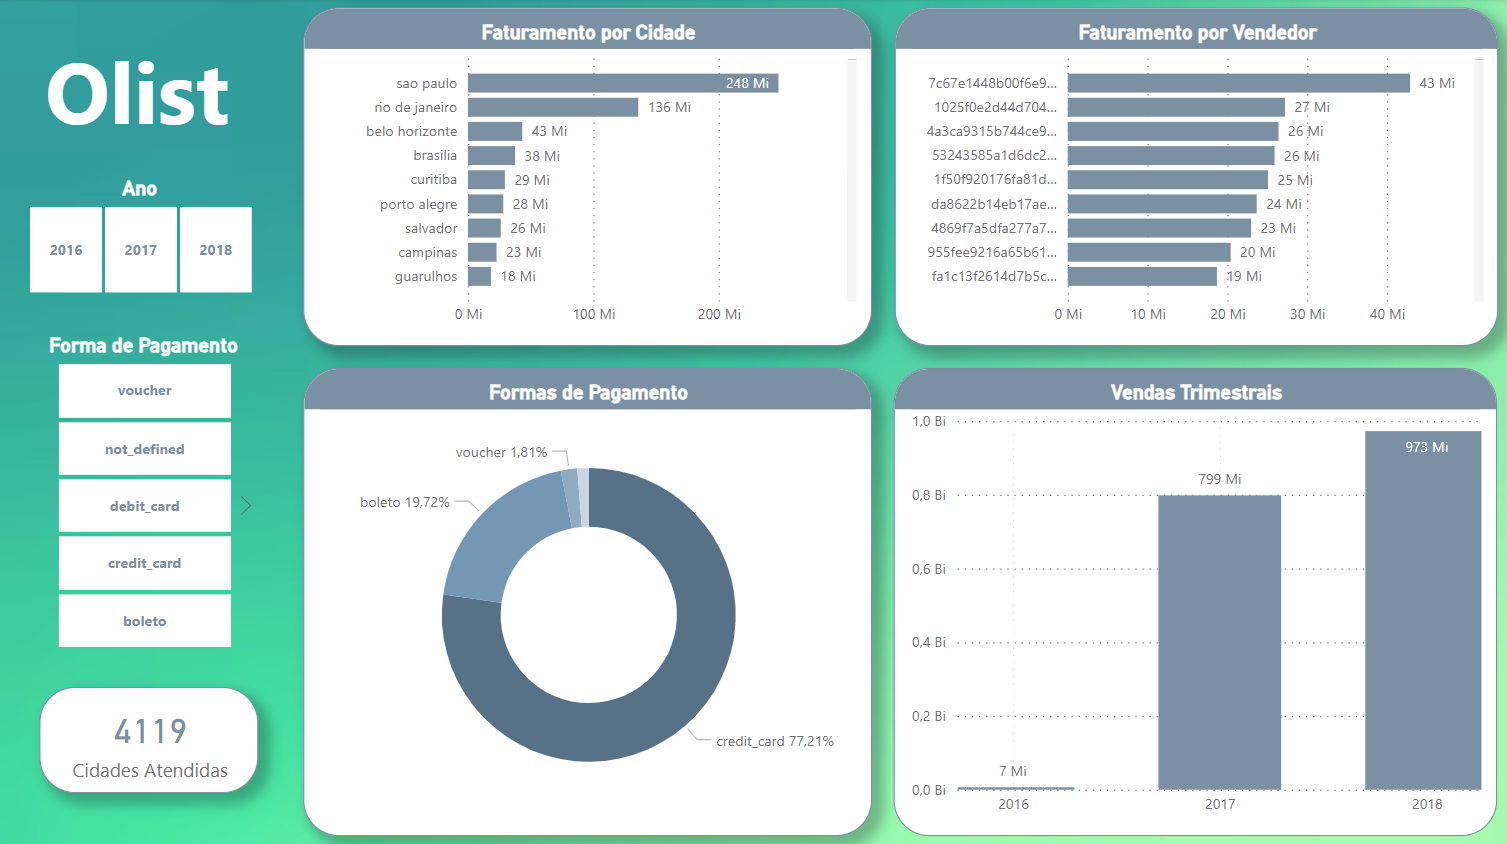 Olist
Ano
2016 2017 2018
Forma de Pagamento
voucher
not_defined
debit_card
credit_card
boleto
4119
Cidades Atendidas
Faturamento por Cidade
sao paulo 248 Mi
rio de janeiro 136 Mi
belo horizonte 43 Mi
brasilia 38 Mi
curitiba 29 Mi
porto alegre 28 Mi
salvador 26 Mi
campinas 23 Mi
guarulhos 18 Mi
0 Mi 100 Mi 200 Mi
Faturamento por Vendedor
7c67e1448b00f6e9... 43 Mi
1025f0e2d44d704... 27 Mi
4a3ca9315b744ce9... 26 Mi
53243585a1d6dc2... 26 Mi
1f50f920176fa81d... 25 Mi
da8622b14eb17ae... 24 Mi
4869f7a5dfa277a7... 23 Mi
955fee9216a65b61... 20 Mi
fa1c13f2614d7b5c... 19 Mi
0 Mi 10 Mi 20 Mi 30 Mi 40 Mi
Formas de Pagamento
voucher 1,81%
boleto 19,72%
credit_card 77,21%
Vendas Trimestrais
1,0 Bi
973 Mi
799 Mi
0,8 Bi
0,6 Bi
0,4 Bi
0,2 Bi
7 Mi
0,0 Bi
2016 2017 2018